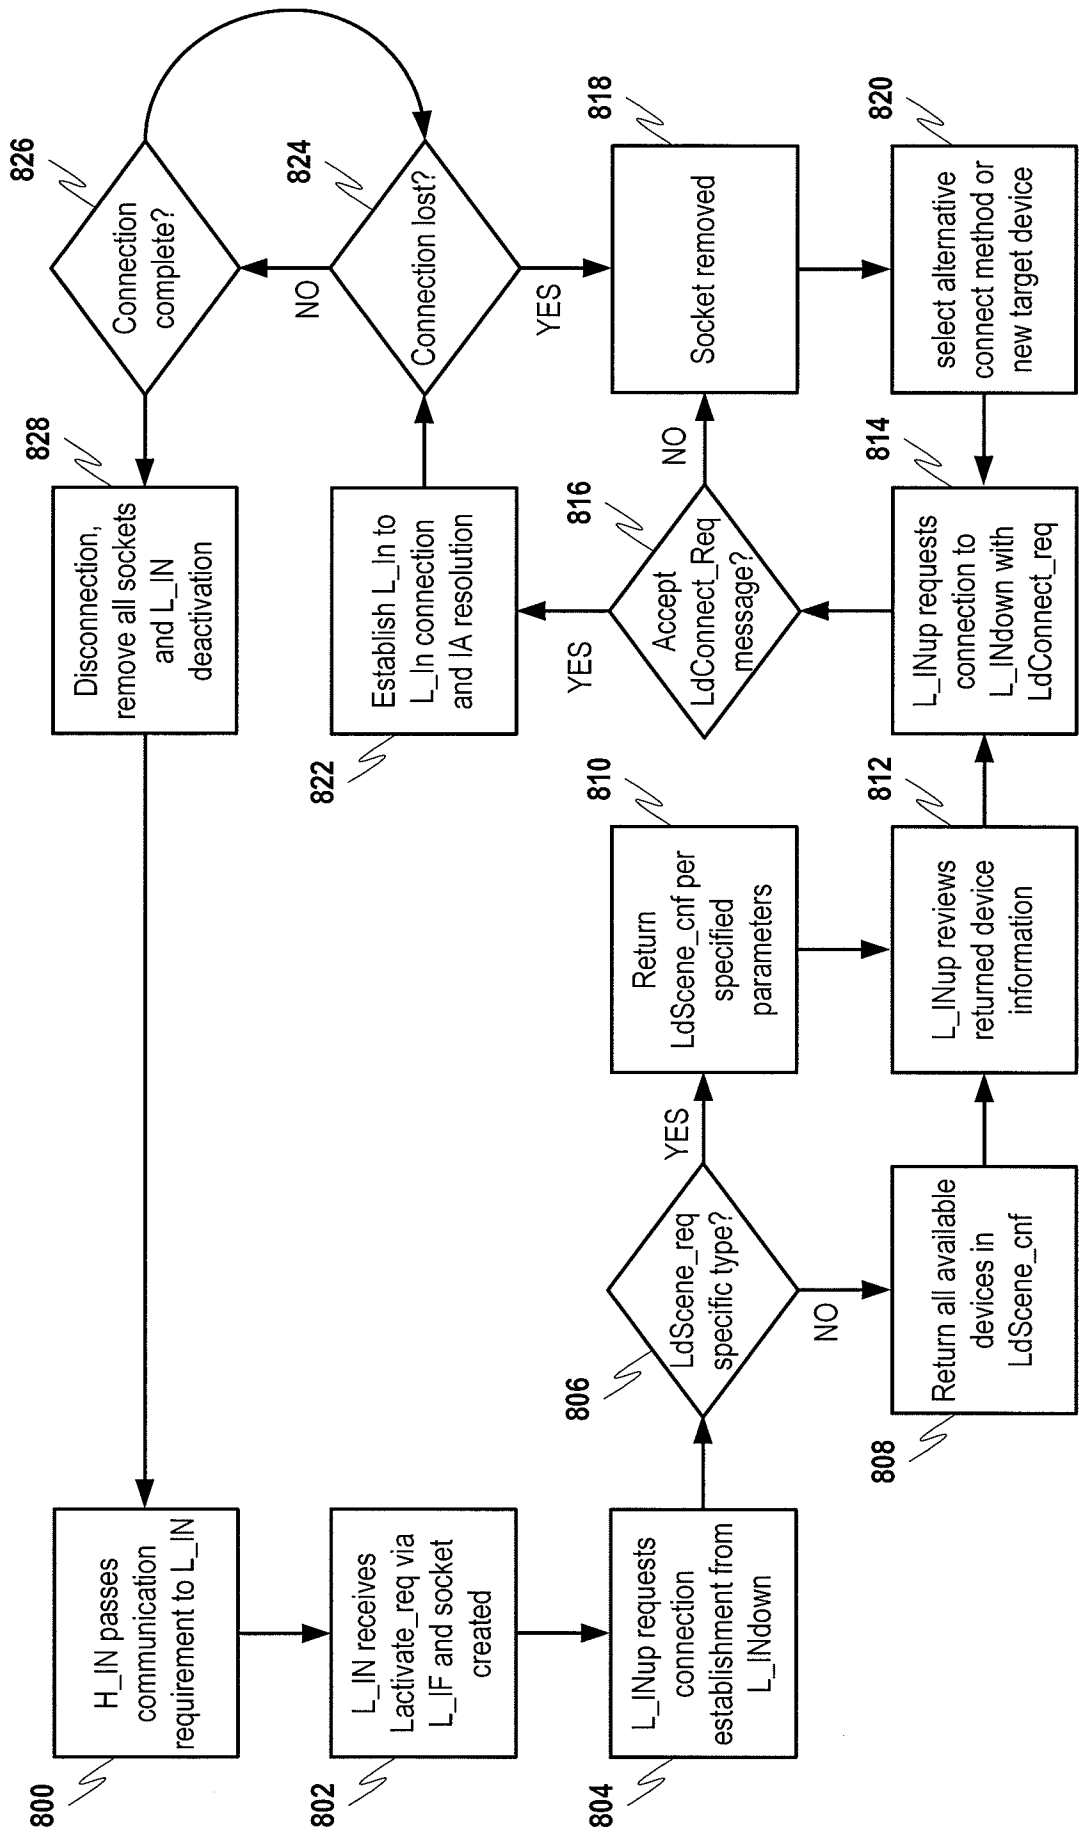 800
H_IN passes
communication
requirement to L_IN
802
L_IN receives
Lactivate_req via
L_IF and socket
created
804
L_INup requests
connection
establishment from
L_INdown
806
LdScene_req
specific type?
YES
NO
808
Return all available
devices in
LdScene_cnf
810
Return
LdScene_cnf per
specified
parameters
812
L_INup reviews
returned device
information
814
L_INup requests
connection to
L_INdown with
LdConnect_req
816
Accept
LdConnect_Req
message?
YES
NO
818
Socket removed
820
select alternative
connect method or
new target device
822
Establish L_In to
L_In connection
and IA resolution
824
Connection lost?
NO
YES
826
Connection
complete?
828
Disconnection,
remove all sockets
and L_IN
deactivation